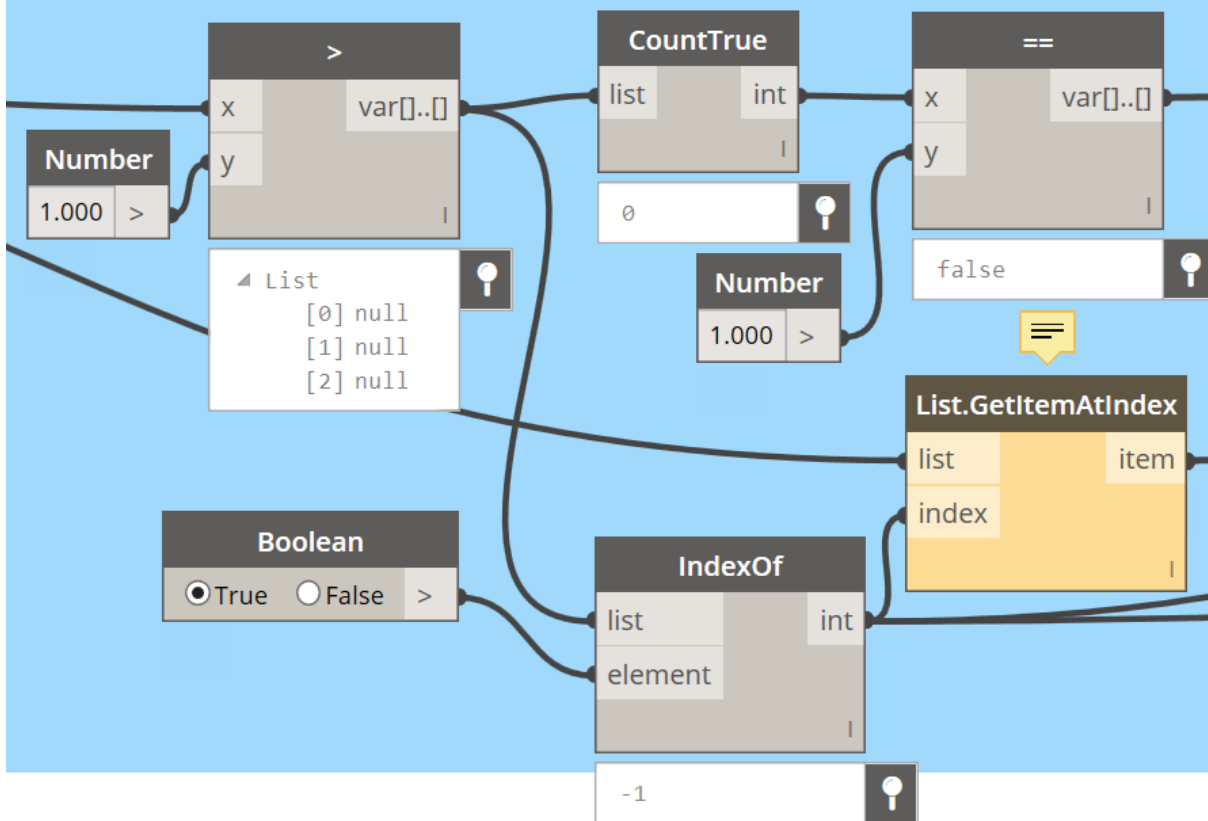 >
x
var[]..[]
y
l
Number
1.000
>
List
[0] null
[1] null
[2] null
CountTrue
list
int
l
0
Number
1.000
>
==
x
var[]..[]
y
l
false
List.GetItemAtIndex
list
item
index
l
Boolean
True
False
>
IndexOf
list
int
element
l
-1